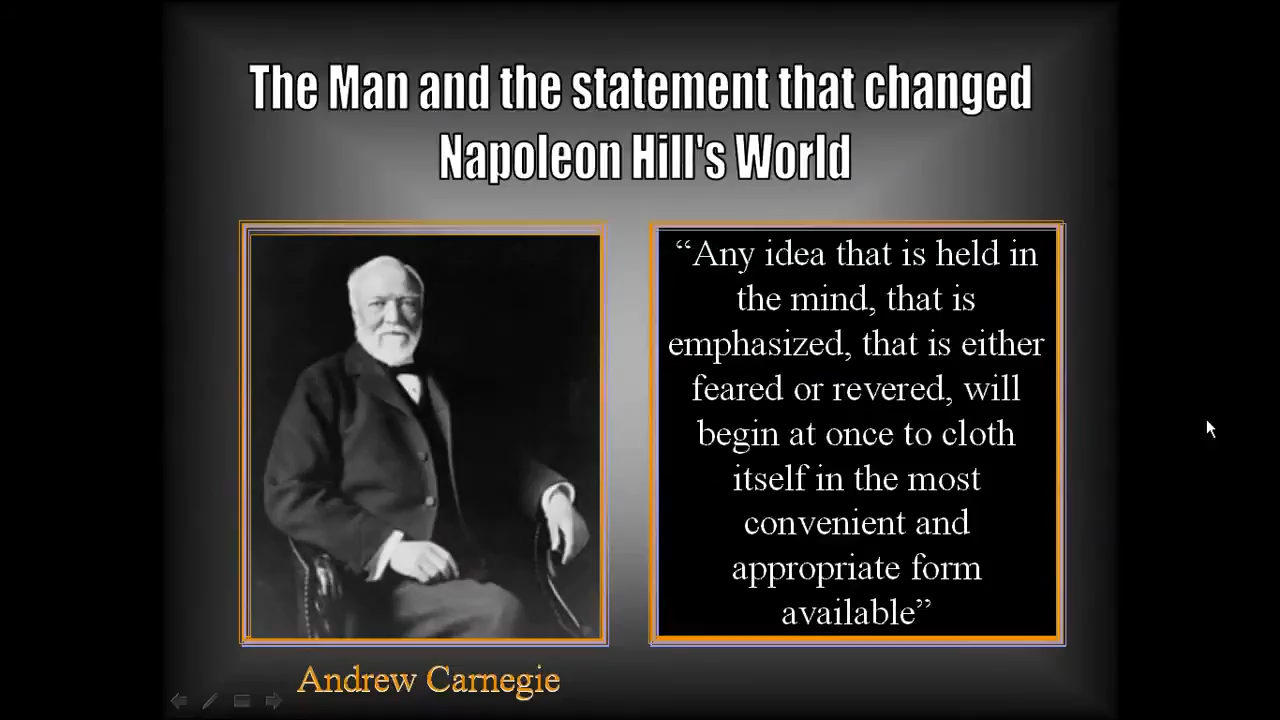 The Man and the statement that changed
Napoleon Hill's World
“Any idea that is held in
the mind, that is
emphasized, that is either
feared or revered, will
begin at once to cloth
itself in the most
convenient and
appropriate form
available”
Andrew Carnegie